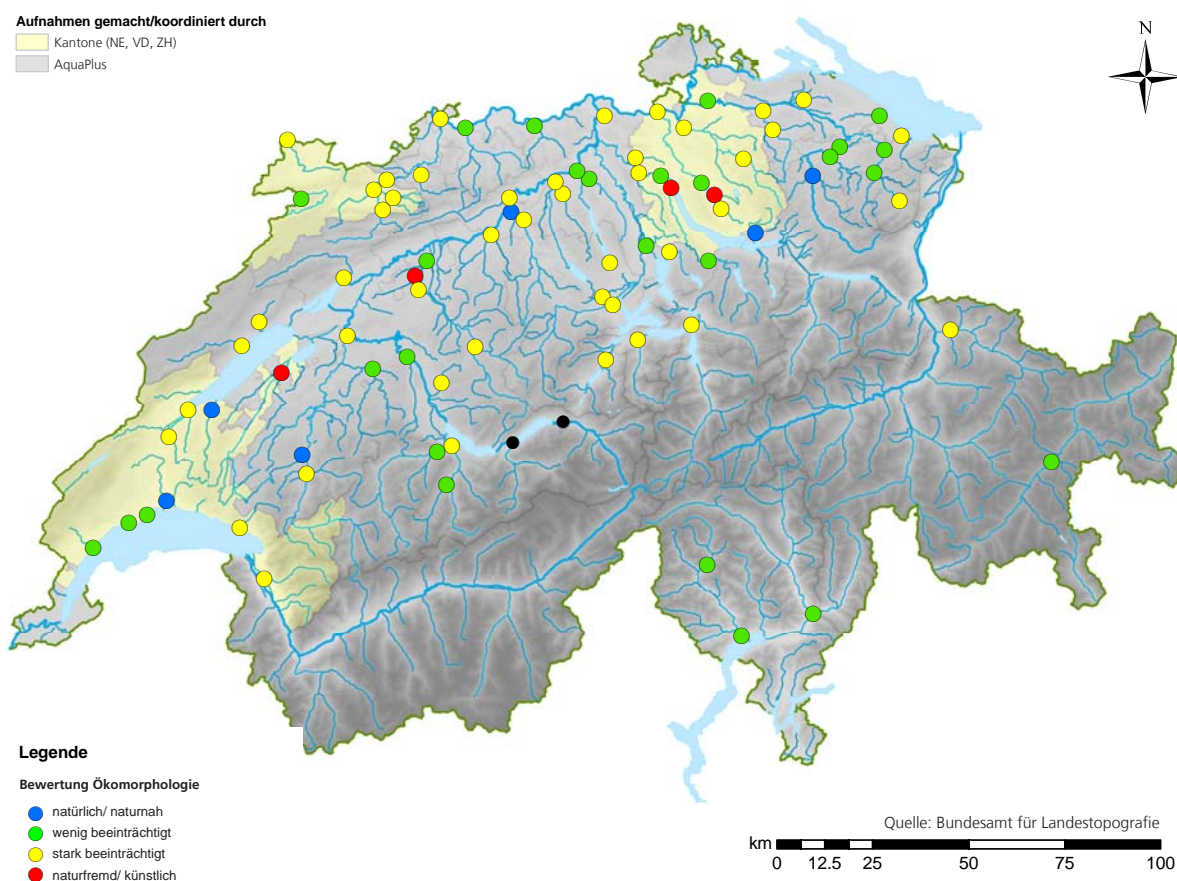 Aufnahmen gemacht/koordiniert durch
Kantone (NE, VD, ZH)
AquaPlus
N
Legende
Bewertung Ökomorphologie
natürlich/ naturnah
wenig beeinträchtigt
stark beeinträchtigt
naturfremd/ künstlich
Quelle: Bundesamt für Landestopografie
km
0 12.5 25 50 75 100